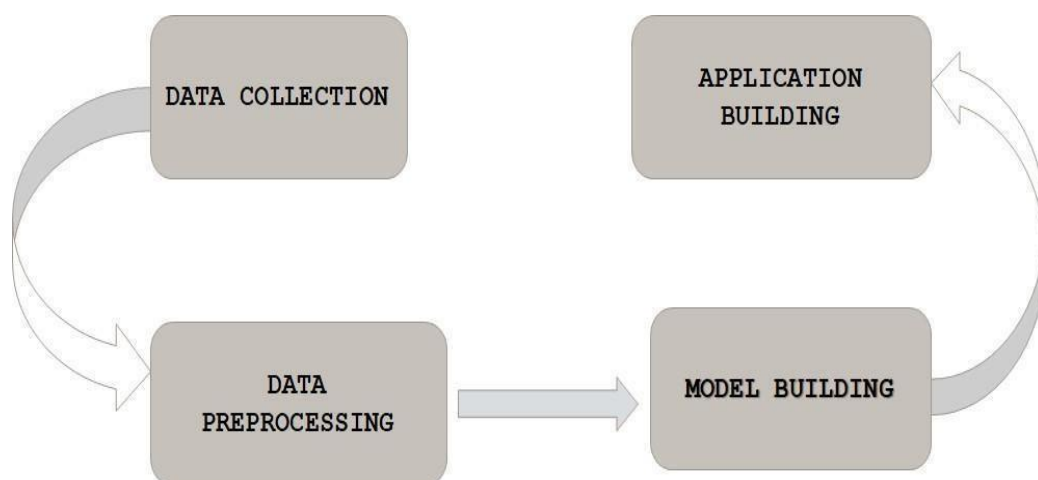 DATA COLLECTION
DATA
PREPROCESSING
MODEL BUILDING
APPLICATION
BUILDING